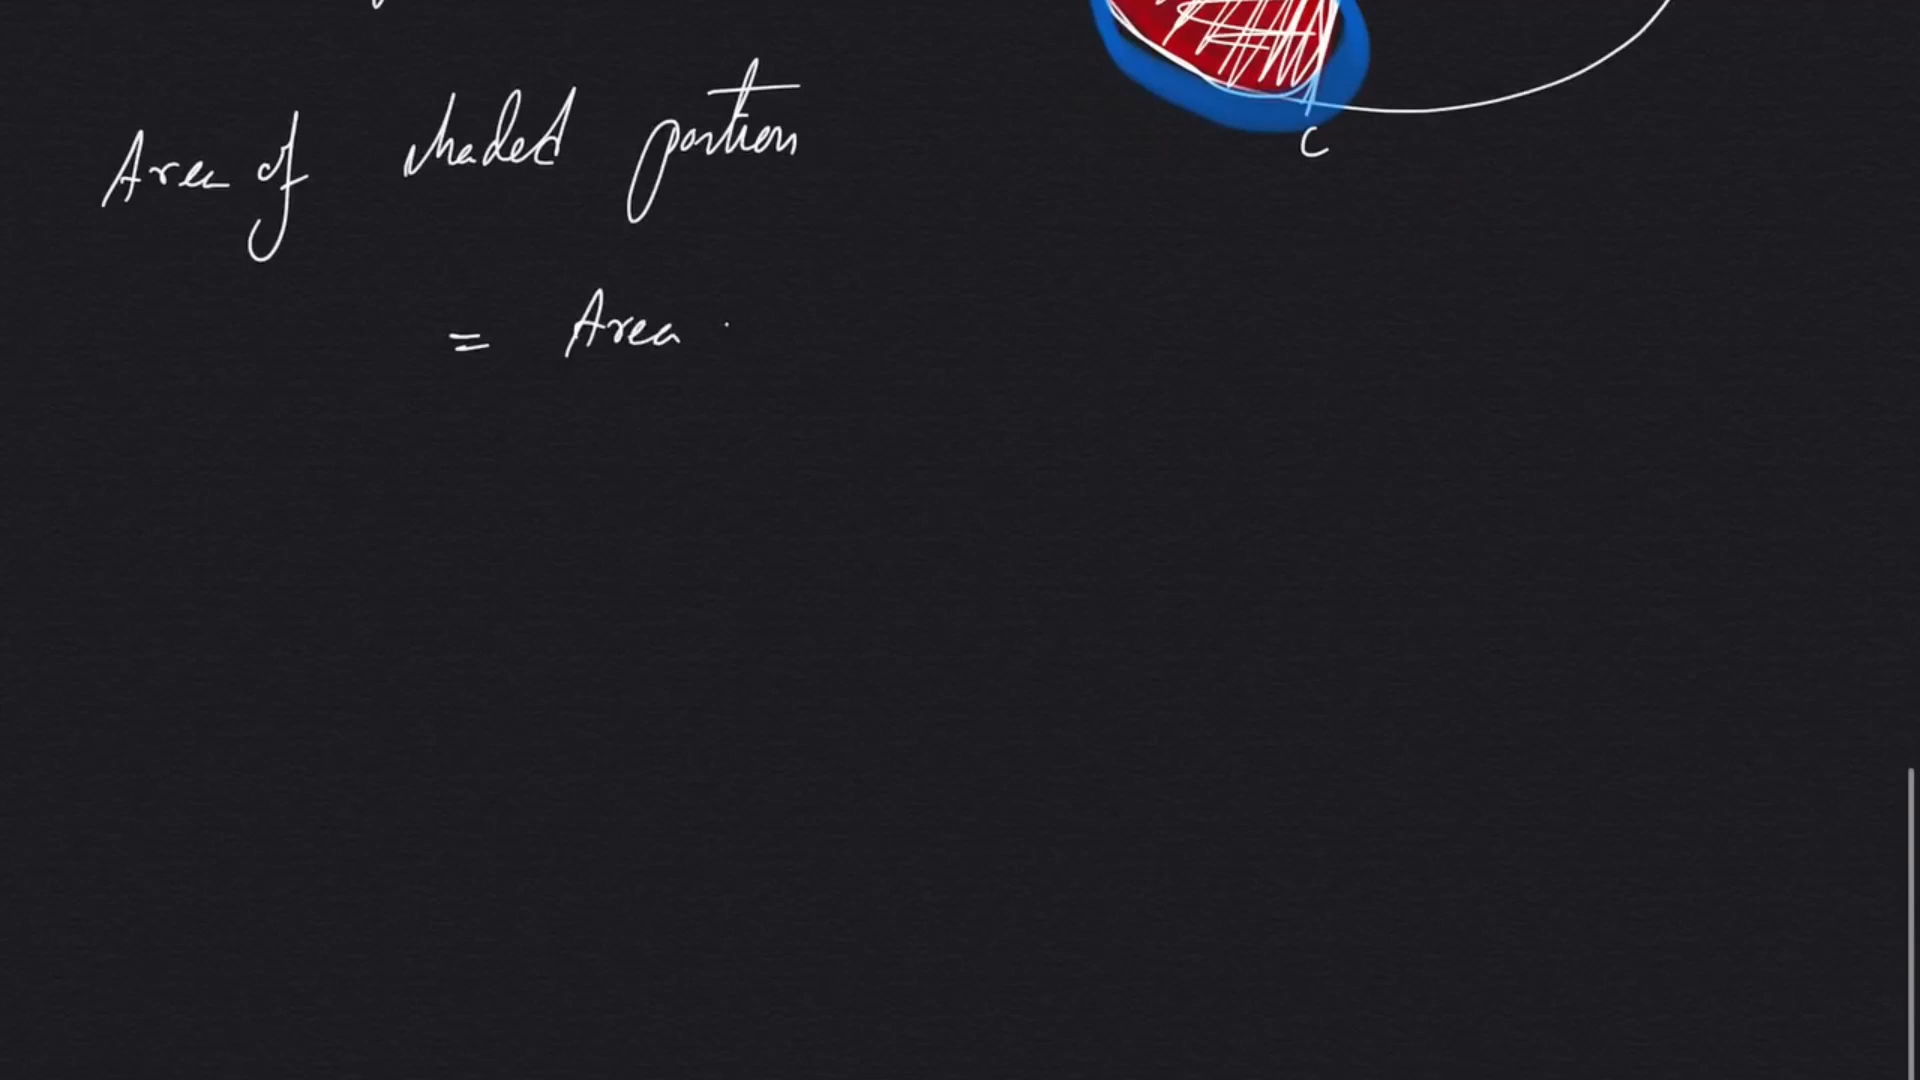 C
Area of shaded portion
= Area